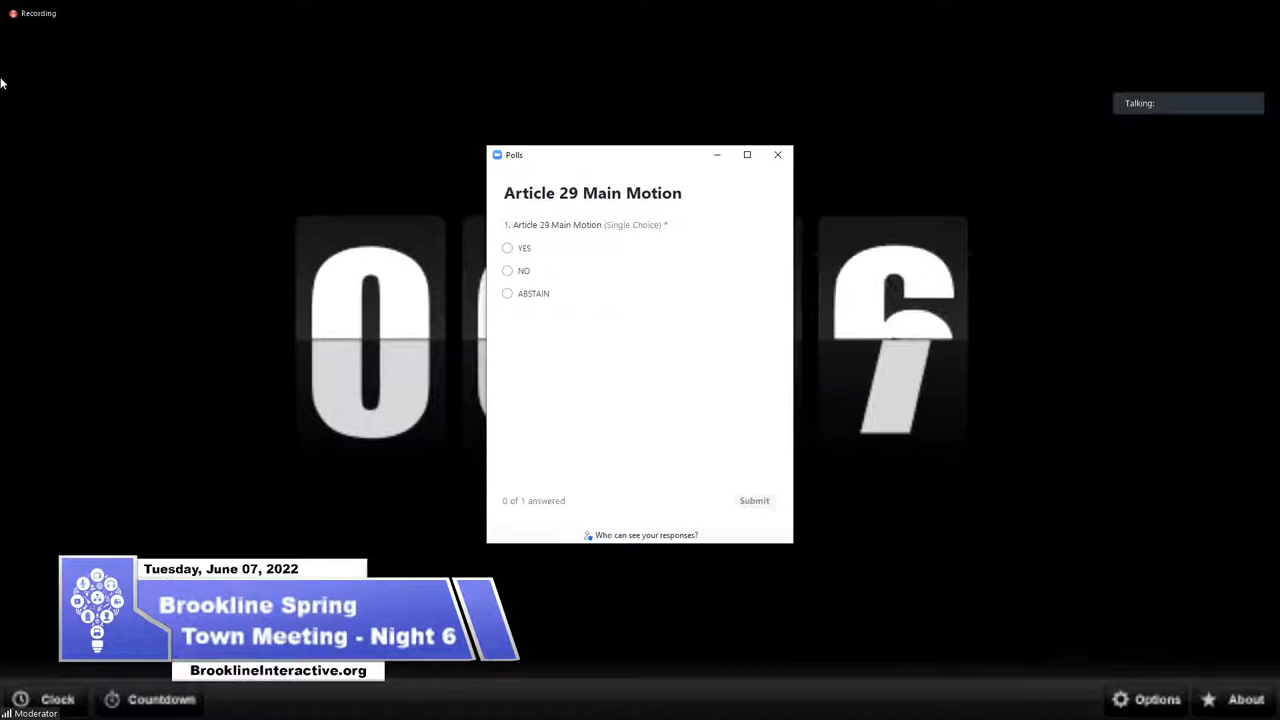 Recording
Talking:
Polls
Article 29 Main Motion
1. Article 29 Main Motion (Single Choice) *
YES
NO
ABSTAIN
0
0 of 1 answered
Submit
Who can see your responses?
Tuesday, June 07, 2022
Brookline Spring
Town Meeting - Night 6
BrooklineInteractive.org
Clock
Countdown
Options
About
Moderator